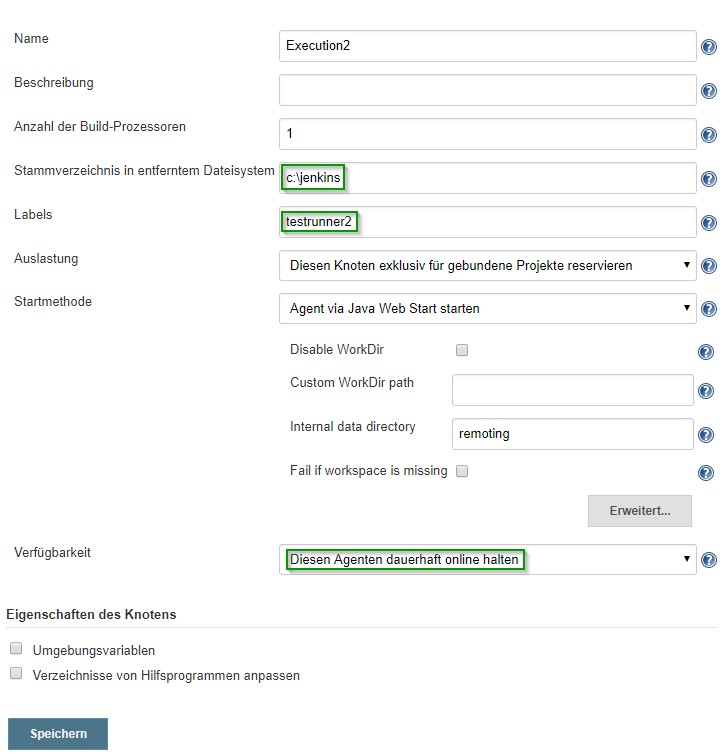 Name
Execution2
Beschreibung
Anzahl der Build-Prozessoren
1
Stammverzeichnis in entferntem Dateisystem
c:\jenkins
Labels
testrunner2
Auslastung
Diesen Knoten exklusiv für gebundene Projekte reservieren
Startmethode
Agent via Java Web Start starten
Disable WorkDir
Custom WorkDir path
Internal data directory
remoting
Fail if workspace is missing
Erweitert...
Verfügbarkeit
Diesen Agenten dauerhaft online halten
Eigenschaften des Knotens
Umgebungsvariablen
Verzeichnisse von Hilfsprogrammen anpassen
Speichern